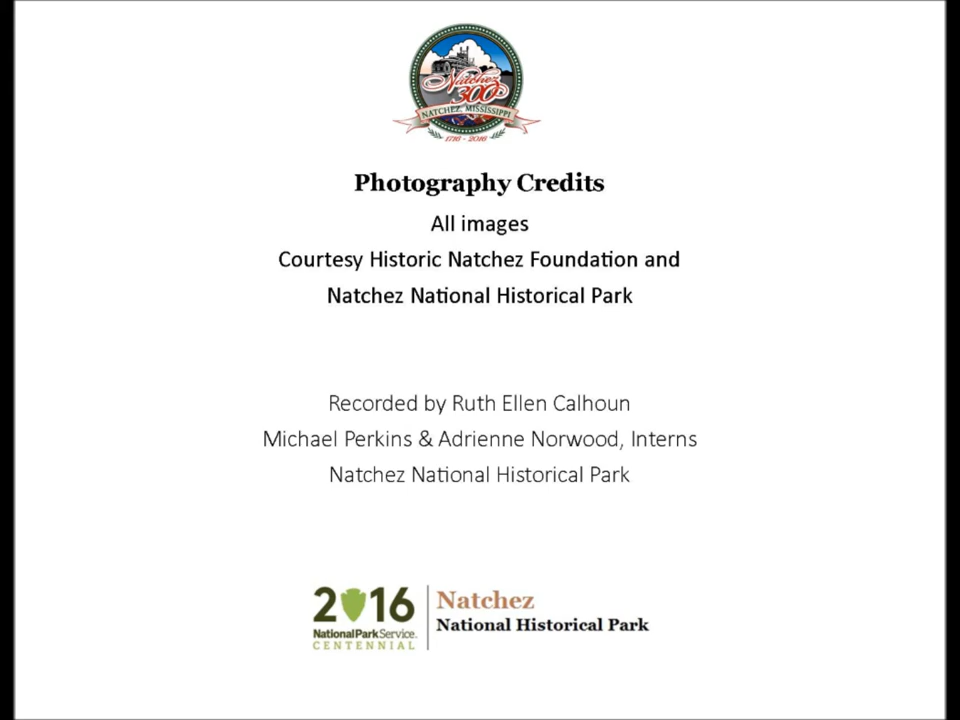 Natchez
300
NATCHEZ, MISSISSIPPI
1716 - 2016
Photography Credits
All images
Courtesy Historic Natchez Foundation and
Natchez National Historical Park
Recorded by Ruth Ellen Calhoun
Michael Perkins & Adrienne Norwood, Interns
Natchez National Historical Park
2016
National Park Service.
CENTENNIAL
Natchez
National Historical Park